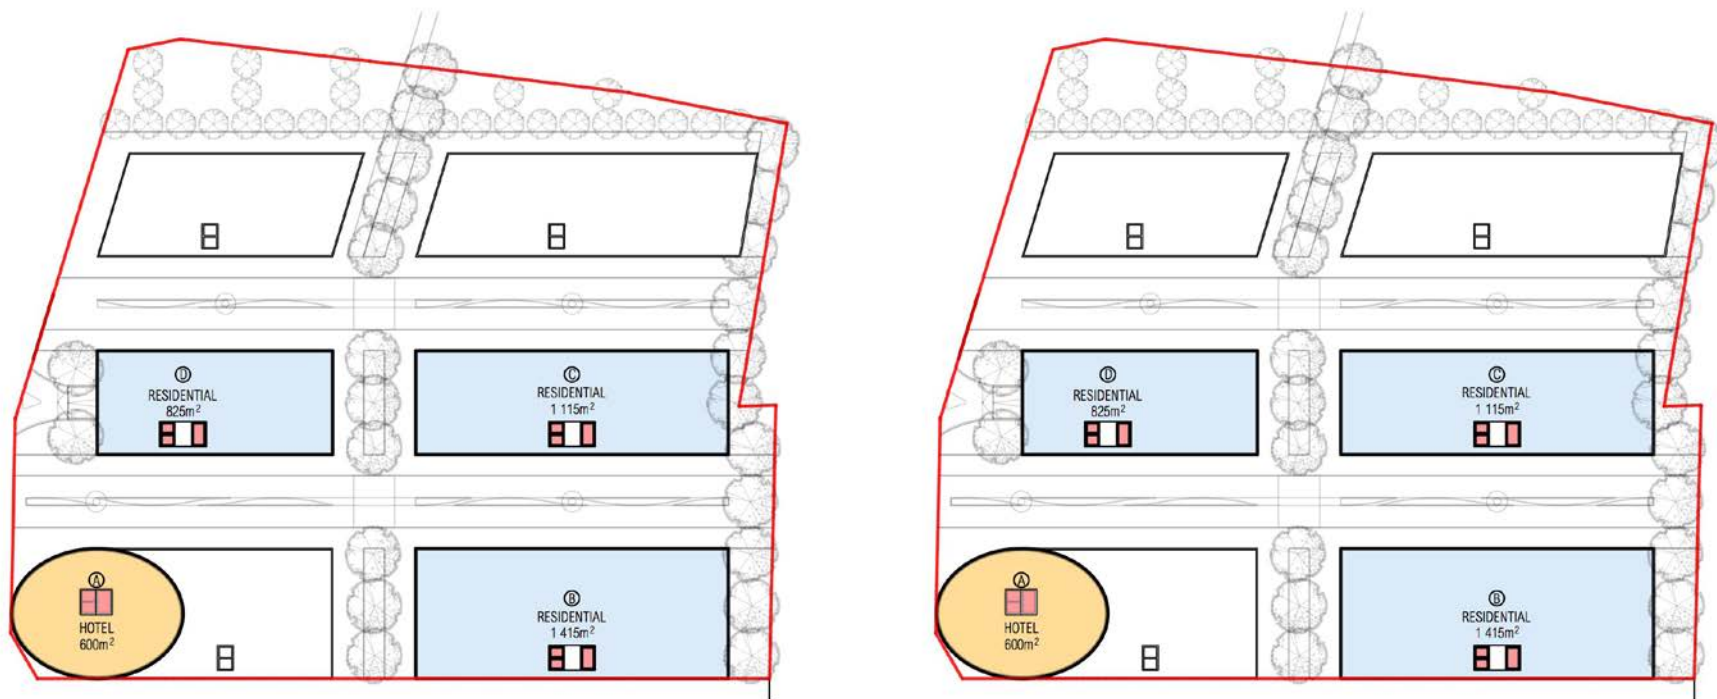 Ⓓ
RESIDENTIAL
825m²
Ⓒ
RESIDENTIAL
1 115m²
Ⓐ
HOTEL
600m²
Ⓑ
RESIDENTIAL
1 415m²
Ⓓ
RESIDENTIAL
825m²
Ⓒ
RESIDENTIAL
1 115m²
Ⓐ
HOTEL
600m²
Ⓑ
RESIDENTIAL
1 415m²